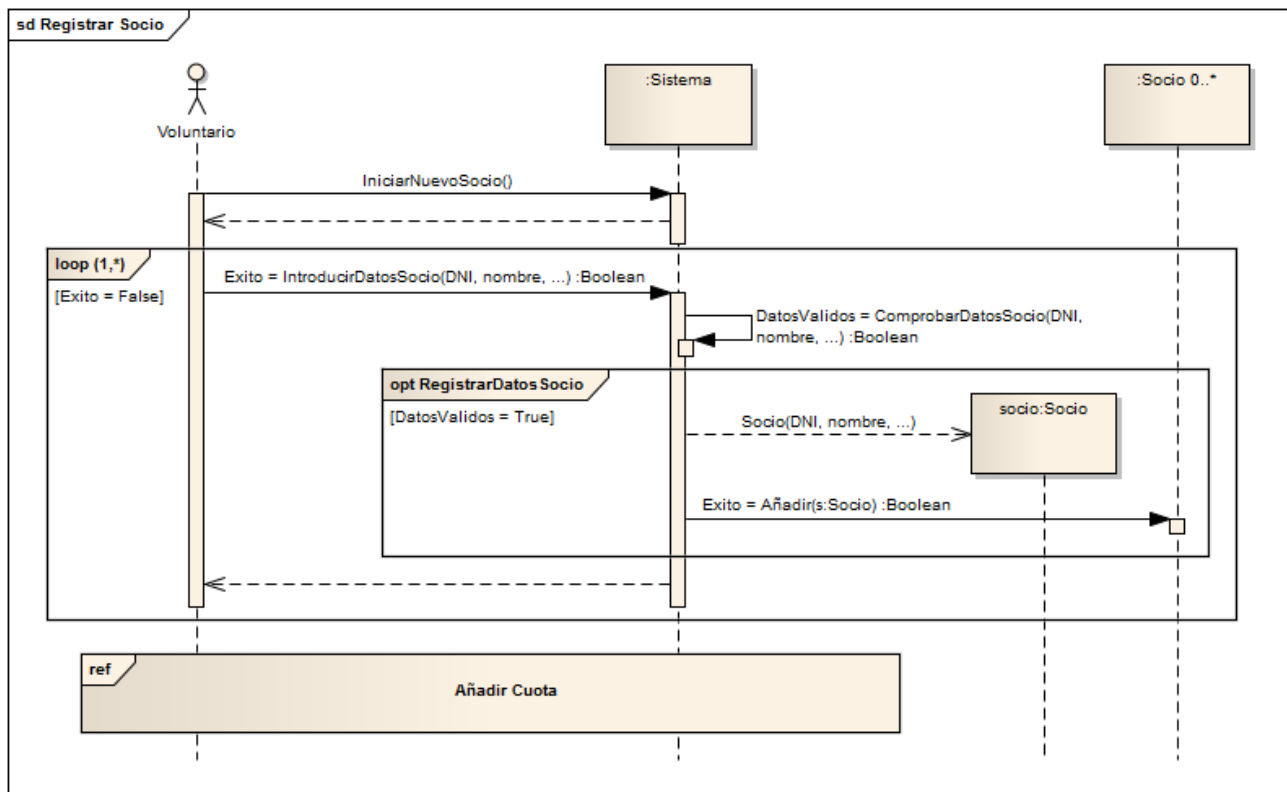 sd Registrar Socio
:Sistema
:Socio 0..*
Voluntario
IniciarNuevoSocio()
loop (1,*)
[Exito = False]
Exito = IntroducirDatosSocio(DNI, nombre, ...) :Boolean
DatosValidos = ComprobarDatosSocio(DNI,
nombre, ...) :Boolean
opt RegistrarDatosSocio
[DatosValidos = True]
Socio(DNI, nombre, ...)
socio:Socio
Exito = Añadir(s:Socio) :Boolean
ref
Añadir Cuota